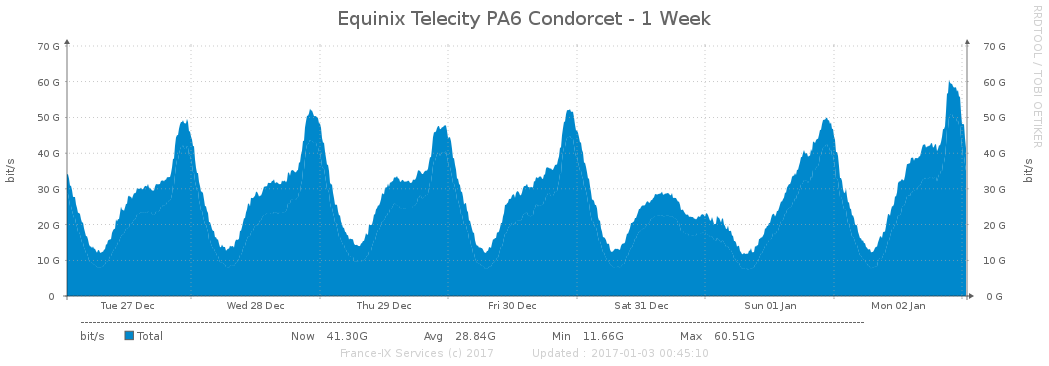 Equinix Telecity PA6 Condorcet - 1 Week
RRDTOOL / TOBI OETIKER
bit/s
70 G 70 G
60 G 60 G
50 G 50 G
40 G 40 G
30 G 30 G
20 G 20 G
10 G 10 G
0 0 G
bit/s
Tue 27 Dec Wed 28 Dec Thu 29 Dec Fri 30 Dec Sat 31 Dec Sun 01 Jan Mon 02 Jan
bit/s Total Now 41.30G Avg 28.84G Min 11.66G Max 60.51G
France-IX Services (c) 2017 Updated : 2017-01-03 00:45:10